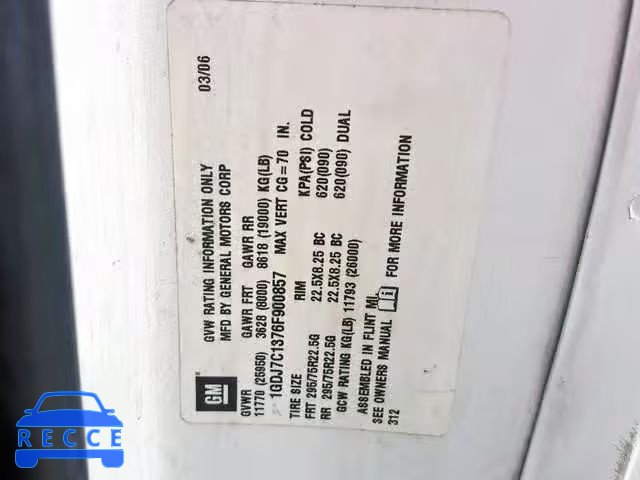 GM
GVW RATING INFORMATION ONLY 03/06
MFD BY GENERAL MOTORS CORP
GVWR GAWR FRT GAWR RR
11770 (25950) 3628 (8000) 8618 (19000) KG(LB)
1GDJ7C1376F900857 MAX VERT CG=70 IN.
TIRE SIZE RIM KPA(PSI) COLD
FRT 295/75R22.5G 22.5X8.25 BC 620(090)
RR 295/75R22.5G 22.5X8.25 BC 620(090) DUAL
GCW RATING KG(LB) 11793 (26000)
ASSEMBLED IN FLINT MI.
SEE OWNERS MANUAL FOR MORE INFORMATION
312
RECCE